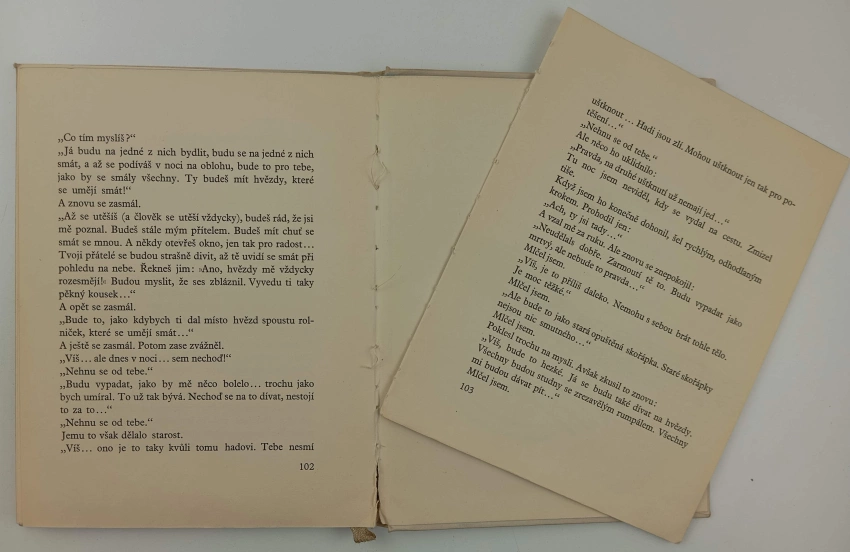 „Co tím myslíš?“
„Já budu na jedné z nich bydlit, budu se na jedné z nich
smát, a až se podíváš v noci na oblohu, bude to pro tebe,
jako by se smály všechny. Ty budeš mít hvězdy, které
se umějí smát!“
A znovu se zasmál.
„Až se utěšíš (a člověk se utěší vždycky), budeš rád, že jsi
mě poznal. Budeš stále mým přítelem. Budeš mít chuť se
smát se mnou. A někdy otevřeš okno, jen tak pro radost...
Tvoji přátelé se budou strašně divit, až tě uvidí se smát při
pohledu na nebe. Řekneš jim: »Ano, hvězdy mě vždycky
rozesmějí!« Budou myslit, že ses zbláznil. Vyvedu ti taky
pěkný kousek...“
A opět se zasmál.
„Bude to, jako kdybych ti dal místo hvězd spoustu rol-
niček, které se umějí smát...“
A ještě se zasmál. Potom zase zvážněl.
„Víš... ale dnes v noci... sem nechoď!“
„Nehnu se od tebe.“
„Budu vypadat, jako by mě něco bolelo... trochu jako
bych umíral. To už tak bývá. Nechoď se na to dívat, nestojí
to za to...“
„Nehnu se od tebe.“
Jemu to však dělalo starost.
„Víš... ono je to taky kvůli tomu hadovi. Tebe nesmí
102
uštknout... Hadi jsou zlí. Mohou uštknout jen tak pro po-
těšení...“
„Nehnu se od tebe.“
Ale něco ho uklidnilo:
„Pravda, na druhé uštknutí už nemají jed...“
Tu noc jsem neviděl, kdy se vydal na cestu. Zmizel
tiše.
Když jsem ho konečně dohonil, šel rychlým, odhodlaným
krokem. Prohodil jen:
„Ach, ty jsi tady...“
A vzal mě za ruku. Ale znovu se znepokojil:
„Neudělals dobře. Zarmoutí tě to. Budu vypadat jako
mrtvý, ale nebude to pravda...“
Mlčel jsem.
„Víš, je to příliš daleko. Nemohu s sebou brát tohle tělo.
Je moc těžké.“
Mlčel jsem.
„Ale bude to jako stará opuštěná skořápka. Staré skořápky
nejsou nic smutného...“
Mlčel jsem.
Poklesl trochu na mysli. Avšak zkusil to znovu:
„Víš, bude to hezké. Já se budu také dívat na hvězdy.
Všechny budou studny se zrezavělým rumpálem. Všechny
mi budou dávat pít...“
Mlčel jsem.
103